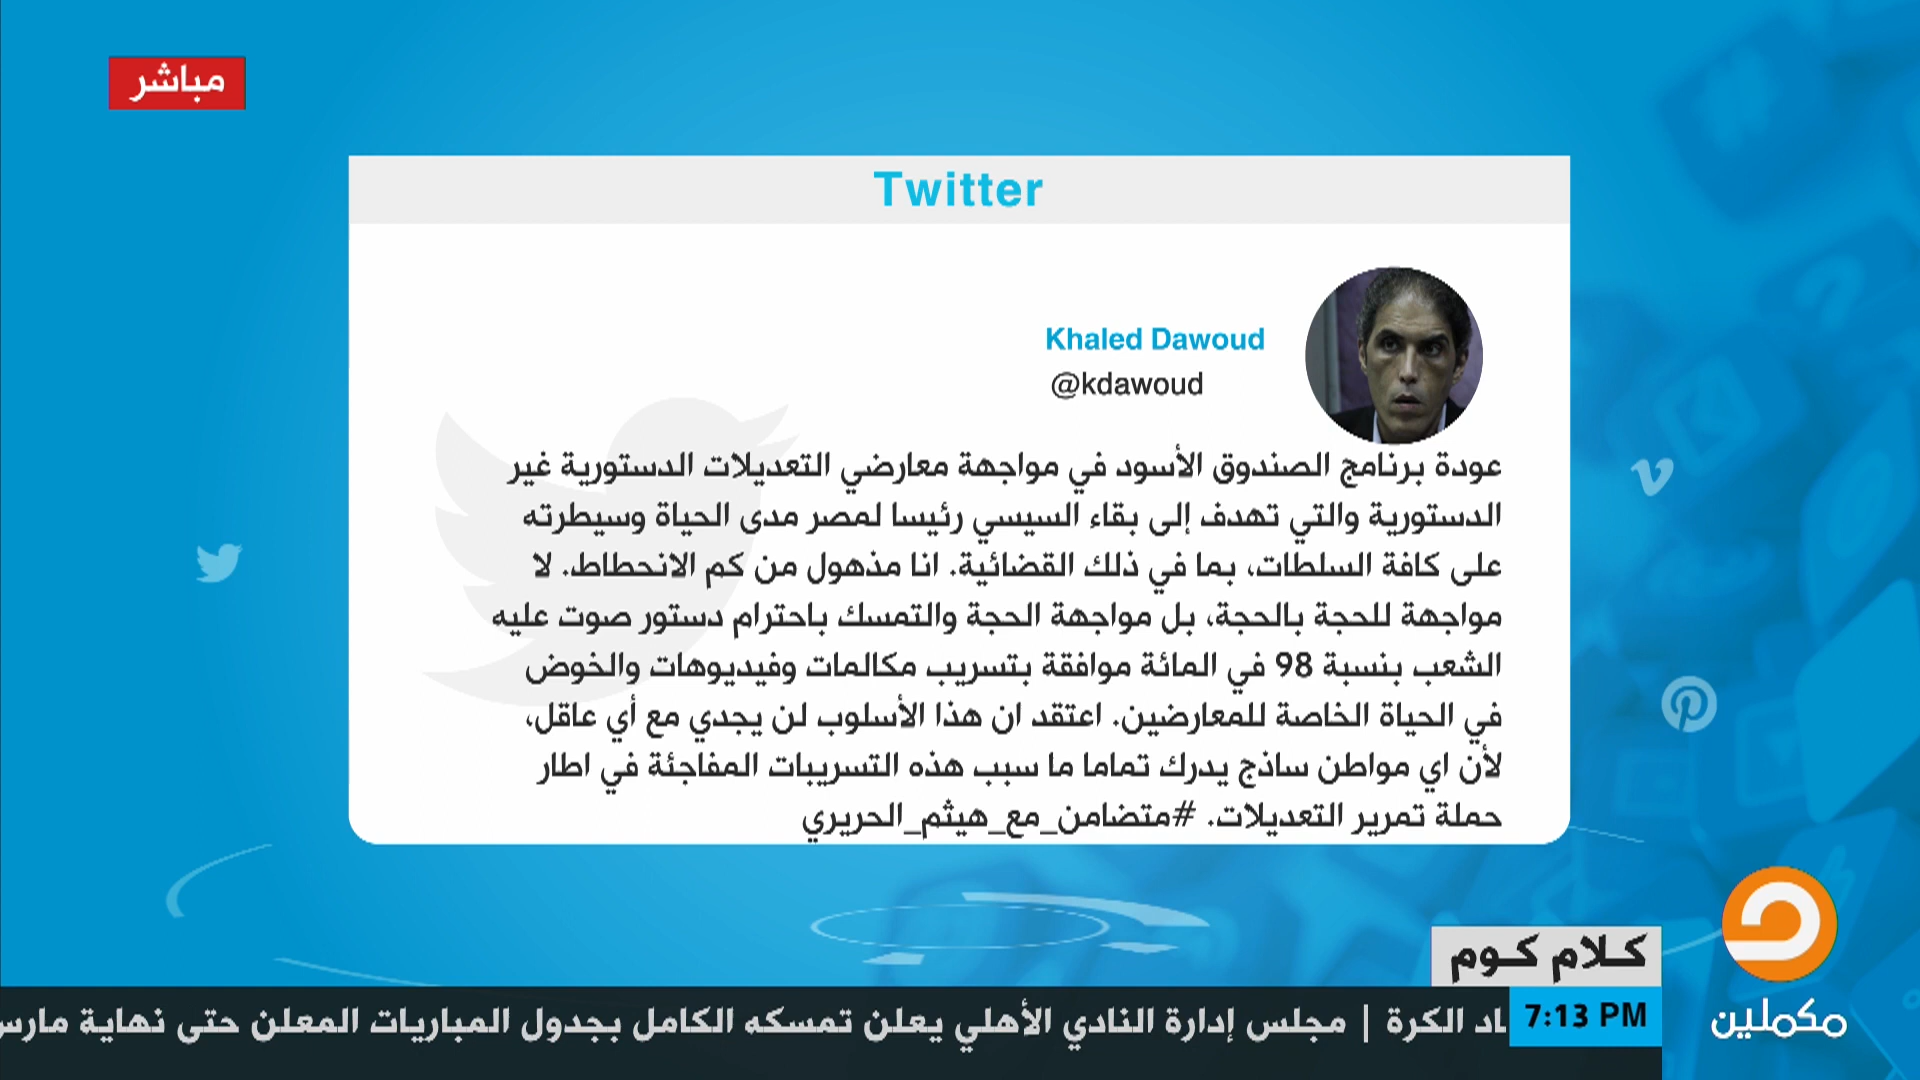 مباشر
Twitter
Khaled Dawoud
@kdawoud
عودة برنامج الصندوق الأسود في مواجهة معارضي التعديلات الدستورية غير
الدستورية والتي تهدف إلى بقاء السيسي رئيسا لمصر مدى الحياة وسيطرته
على كافة السلطات، بما في ذلك القضائية. انا مذهول من كم الانحطاط. لا
مواجهة للحجة بالحجة، بل مواجهة الحجة والتمسك باحترام دستور صوت عليه
الشعب بنسبة 98 في المائة موافقة بتسريب مكالمات وفيديوهات والخوض
في الحياة الخاصة للمعارضين. اعتقد ان هذا الأسلوب لن يجدي مع أي عاقل،
لأن اي مواطن ساذج يدرك تماما ما سبب هذه التسريبات المفاجئة في اطار
حملة تمرير التعديلات. #متضامن_مع_هيثم_الحريري
كلام كوم
7:13 PM
الكرة | مجلس إدارة النادي الأهلي يعلن تمسكه الكامل بجدول المباريات المعلن حتى نهاية مارس
مكملين